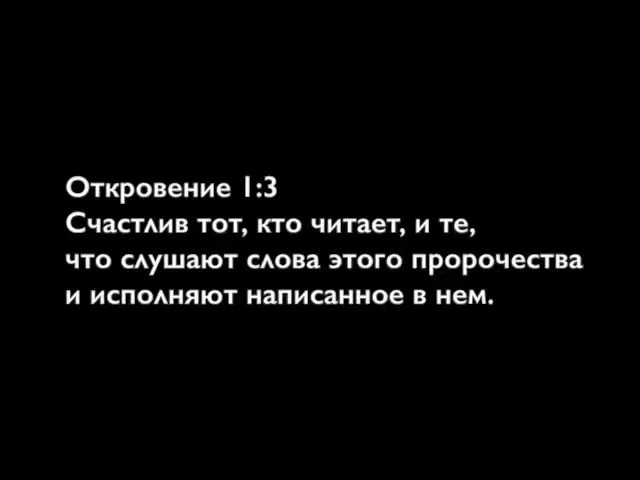 Откровение 1:3
Счастлив тот, кто читает, и те,
что слушают слова этого пророчества
и исполняют написанное в нем.